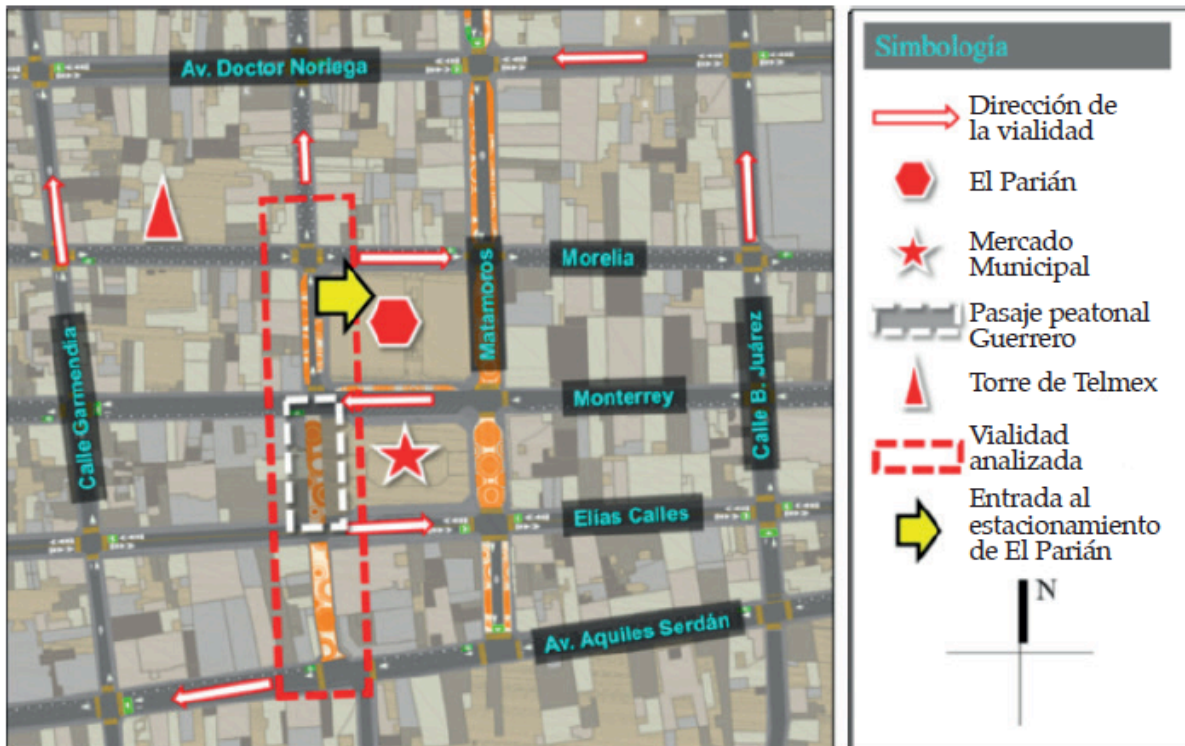 Av. Doctor Noriega
Morelia
Matamoros
Monterrey
Calle Garmendia
Calle B. Juárez
Elías Calles
Av. Aquiles Serdán
Simbología
Dirección de
la vialidad
El Parián
Mercado
Municipal
Pasaje peatonal
Guerrero
Torre de Telmex
Vialidad
analizada
Entrada al
estacionamiento
de El Parián
N